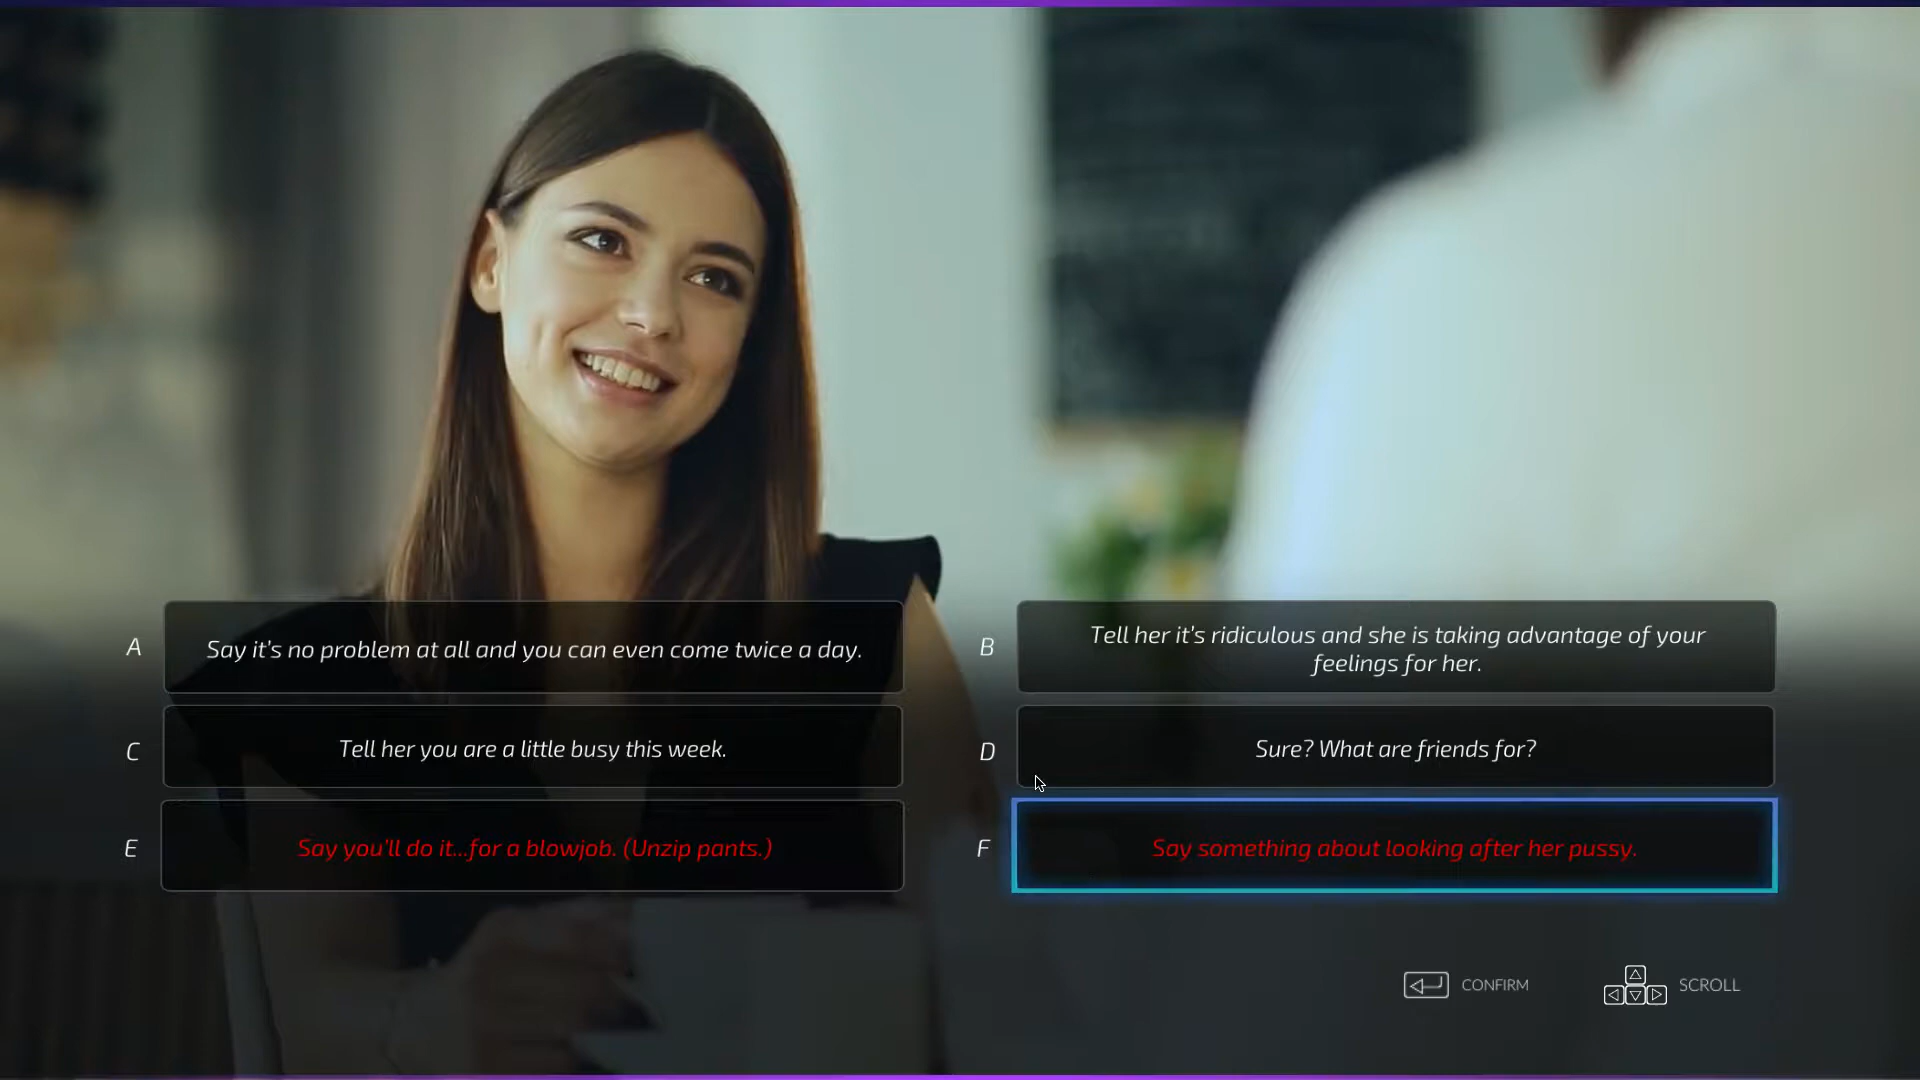 A
Say it's no problem at all and you can even come twice a day.
B
Tell her it's ridiculous and she is taking advantage of your
feelings for her.
C
Tell her you are a little busy this week.
D
Sure? What are friends for?
E
Say you'll do it...for a blowjob. (Unzip pants.)
F
Say something about looking after her pussy.
CONFIRM
SCROLL